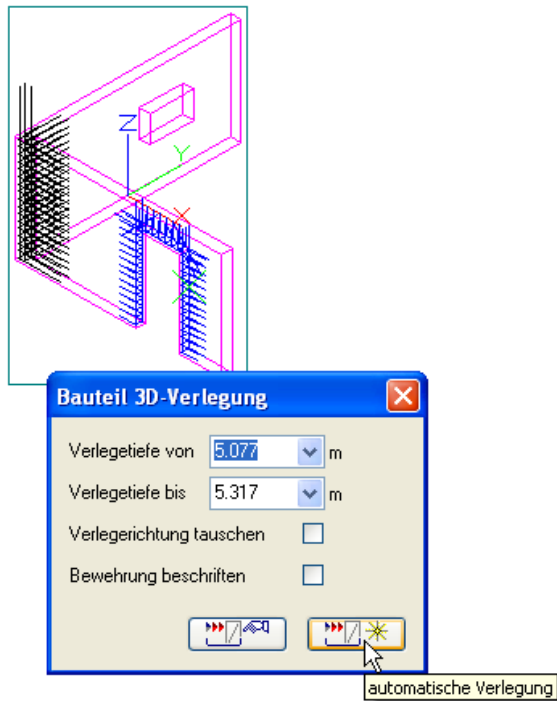 Z
Y
X
Bauteil 3D-Verlegung
Verlegetiefe von 5.077 m
Verlegetiefe bis 5.317 m
Verlegerichtung tauschen
Bewehrung beschriften
automatische Verlegung